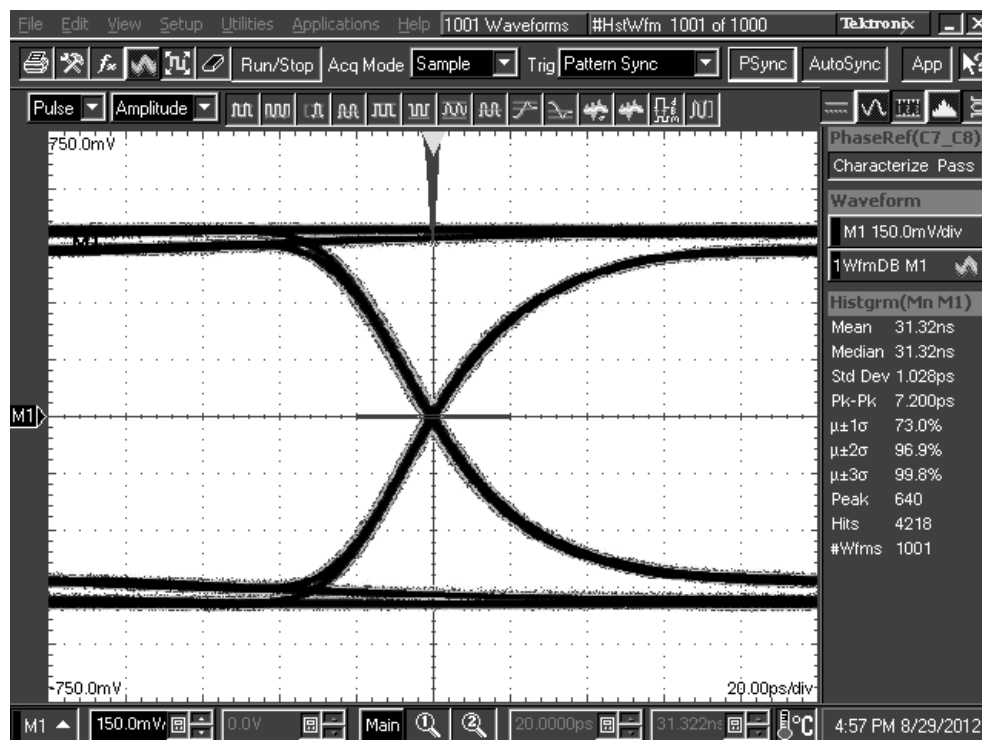 File Edit View Setup Utilities Applications Help 1001 Waveforms #HstWfm 1001 of 1000 Tektronix
Run/Stop Acq Mode Sample Trig Pattern Sync PSync AutoSync App
Pulse Amplitude
750.0mV
PhaseRef(C7_C8)
Characterize Pass
Waveform
M1 150.0mV/div
1WfmDB M1
Histgrm(Mn M1)
Mean 31.32ns
Median 31.32ns
Std Dev 1.028ps
Pk-Pk 7.200ps
µ±1σ 73.0%
µ±2σ 96.9%
µ±3σ 99.8%
Peak 640
Hits 4218
#Wfms 1001
M1
M1
-750.0mV
20.00ps/div
M1 150.0mV/ 0.0V Main 1 2 20.0000ps 31.322ns °C 4:57 PM 8/29/2012